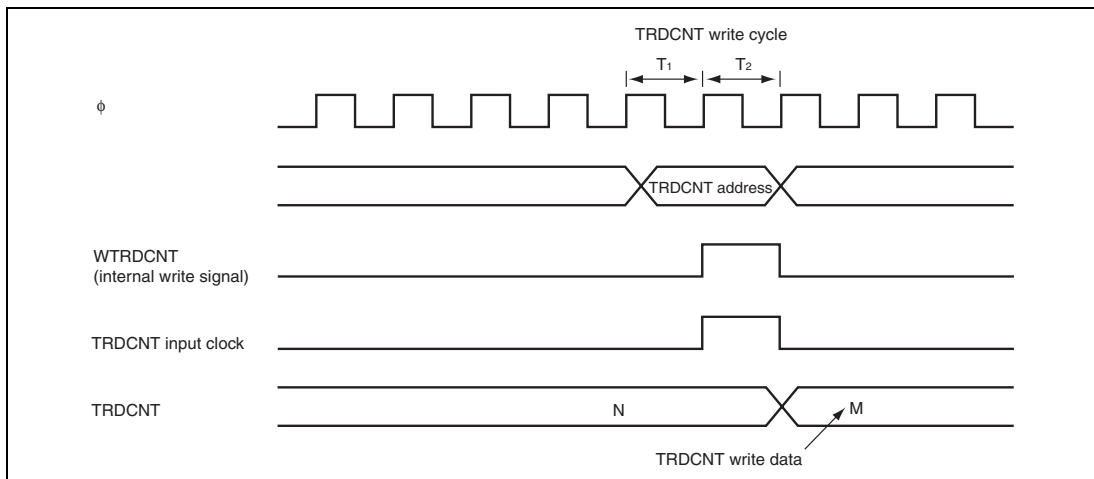 TRDCNT write cycle
T1 T2
ϕ
TRDCNT address
WTRDCNT
(internal write signal)
TRDCNT input clock
TRDCNT N M
TRDCNT write data